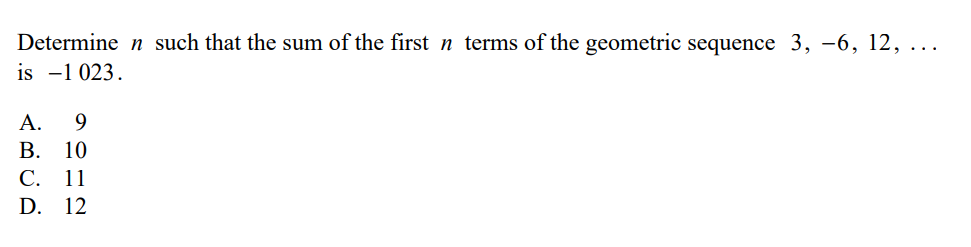 Determine n such that the sum of the first n terms of the geometric sequence 3, −6, 12, ...
is −1 023.
A. 9
B. 10
C. 11
D. 12